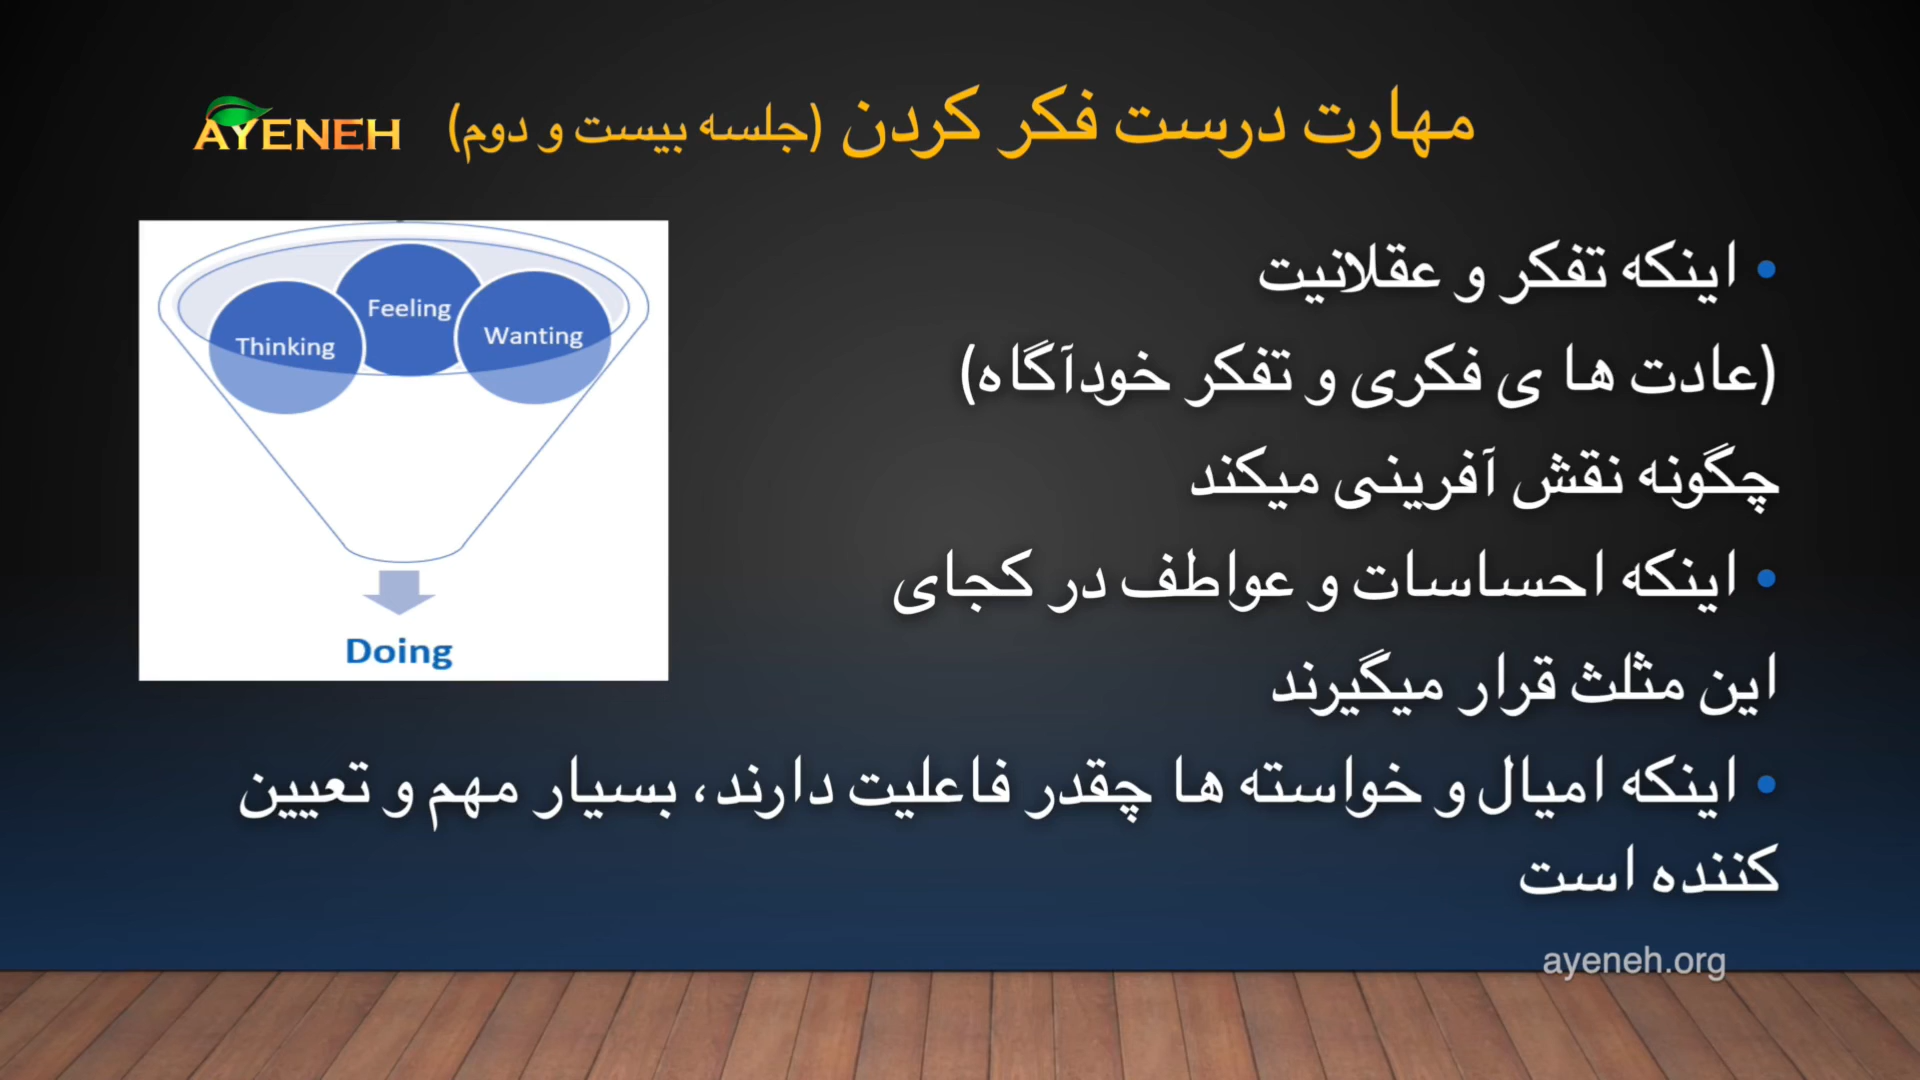 مهارت درست فکر کردن (جلسه بیست و دوم)
AYENEH
• اینکه تفکر و عقلانیت
(عادت ها ی فکری و تفکر خودآگاه)
چگونه نقش آفرینی میکند
• اینکه احساسات و عواطف در کجای
این مثلث قرار میگیرند
• اینکه امیال و خواسته ها چقدر فاعلیت دارند، بسیار مهم و تعیین
کننده است
Feeling
Thinking
Wanting
Doing
ayeneh.org